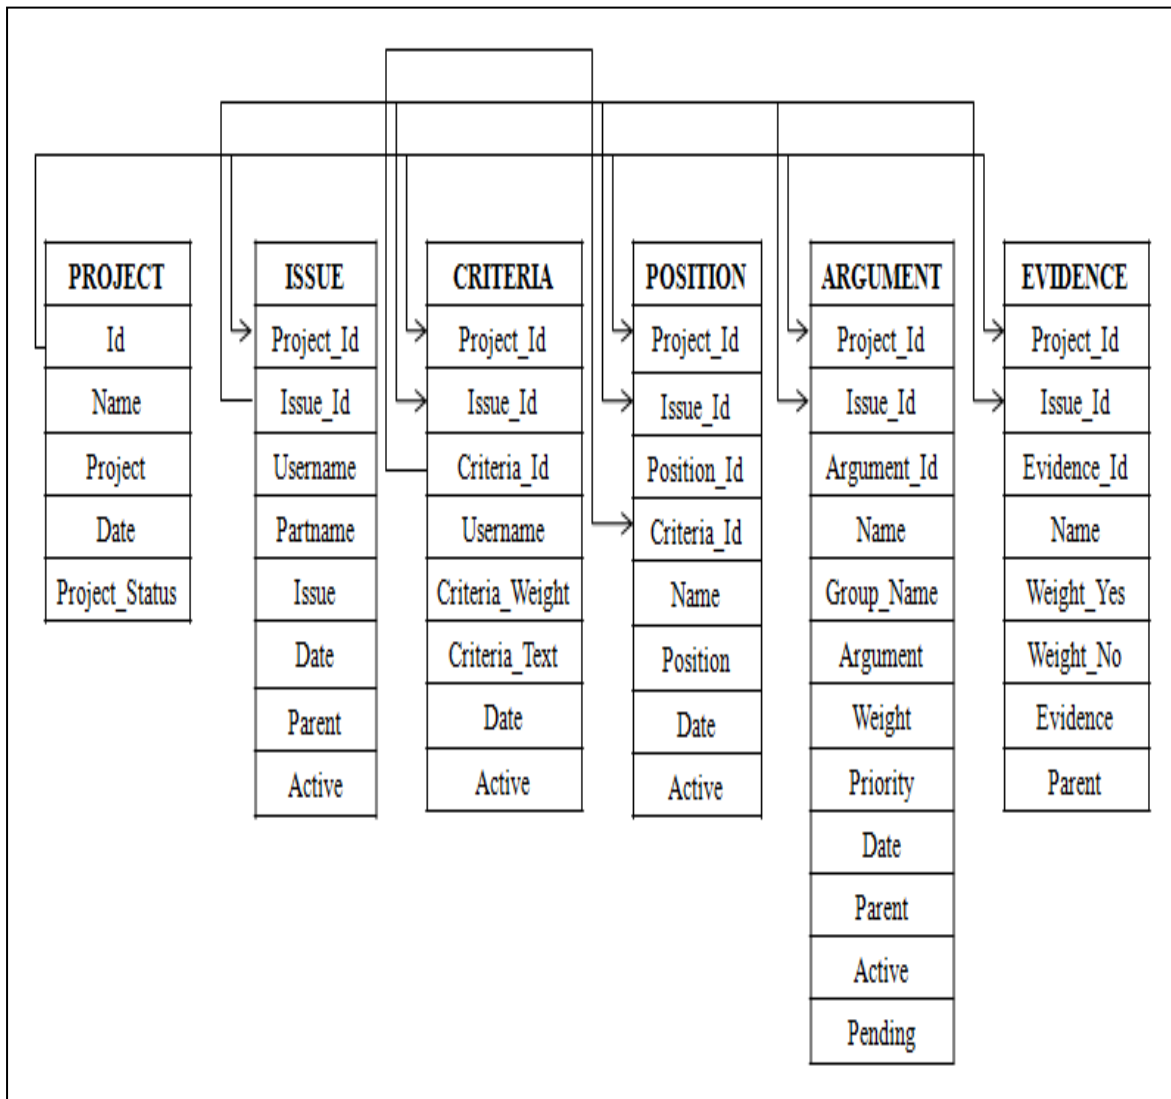 PROJECT
Id
Name
Project
Date
Project_Status
ISSUE
Project_Id
Issue_Id
Username
Partname
Issue
Date
Parent
Active
CRITERIA
Project_Id
Issue_Id
Criteria_Id
Username
Criteria_Weight
Criteria_Text
Date
Active
POSITION
Project_Id
Issue_Id
Position_Id
Criteria_Id
Name
Position
Date
Active
ARGUMENT
Project_Id
Issue_Id
Argument_Id
Name
Group_Name
Argument
Weight
Priority
Date
Parent
Active
Pending
EVIDENCE
Project_Id
Issue_Id
Evidence_Id
Name
Weight_Yes
Weight_No
Evidence
Parent